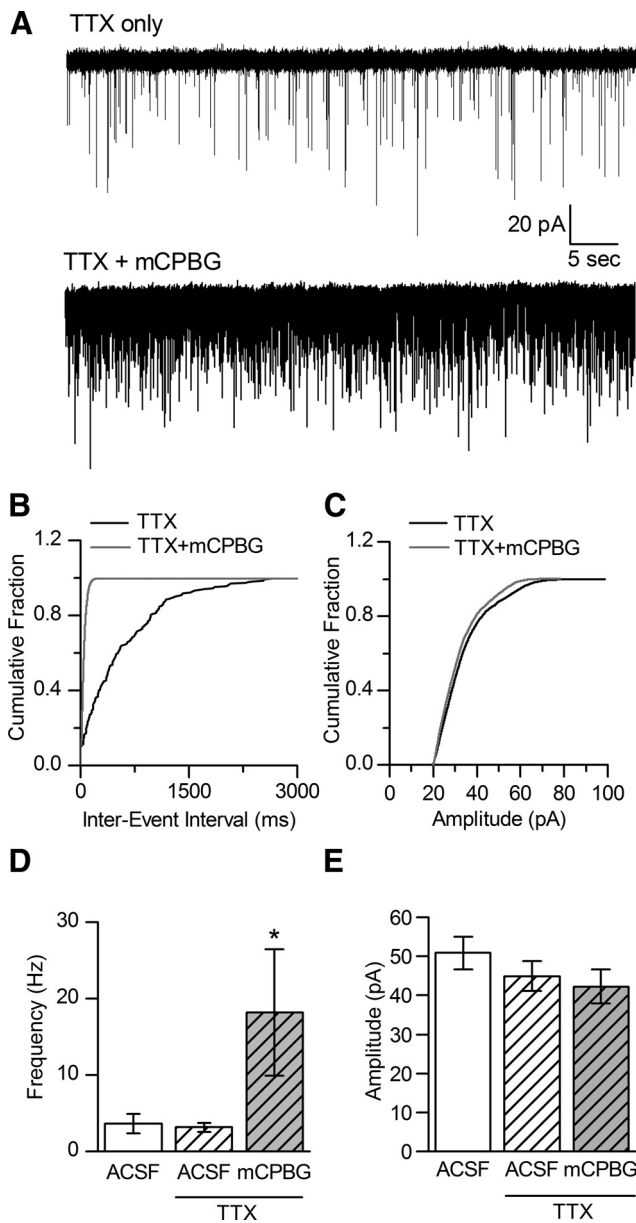 A
TTX only
20 pA
5 sec
TTX + mCPBG
B
TTX
TTX+mCPBG
1.2
0.8
0.4
0.0
Cumulative Fraction
0 1500 3000
Inter-Event Interval (ms)
C
TTX
TTX+mCPBG
1.2
0.8
0.4
0.0
Cumulative Fraction
0 20 40 60 80 100
Amplitude (pA)
D
30
20
10
0
Frequency (Hz)
*
ACSF ACSF mCPBG
TTX
E
60
50
40
30
20
10
0
Amplitude (pA)
ACSF ACSF mCPBG
TTX